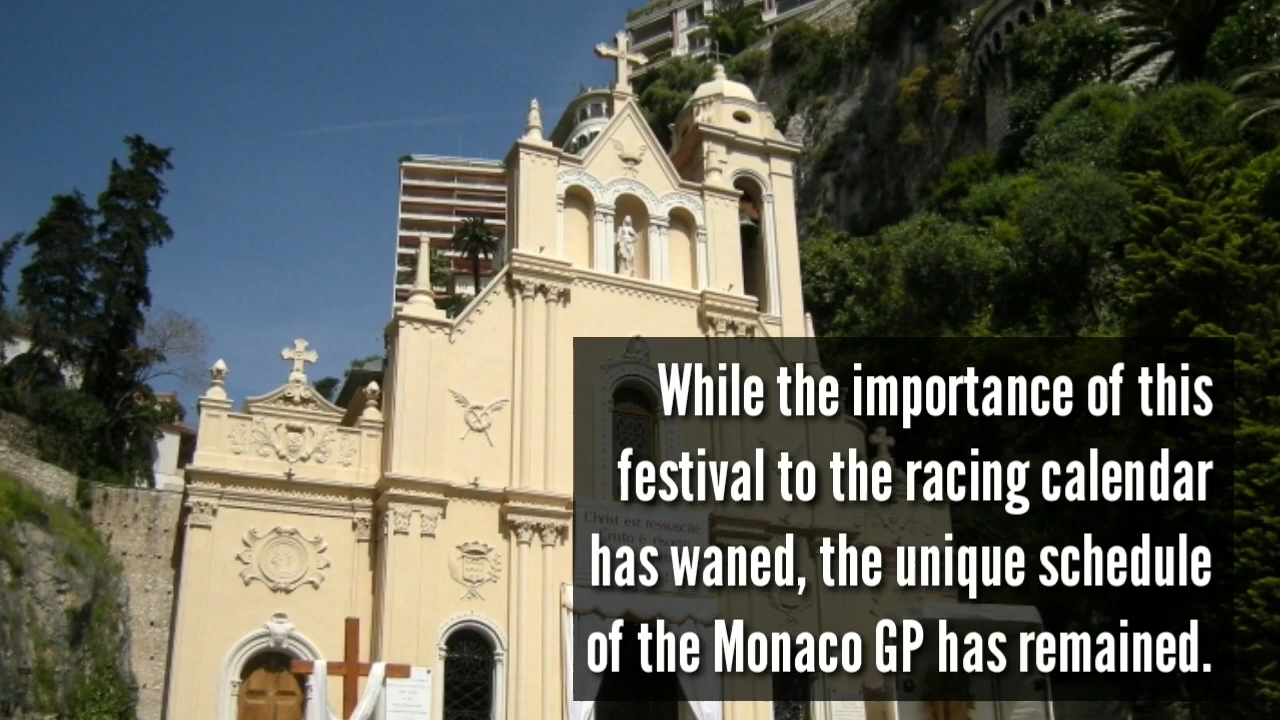 While the importance of this
festival to the racing calendar
has waned, the unique schedule
of the Monaco GP has remained.
Christ est ressuscité
Cristo è risorto